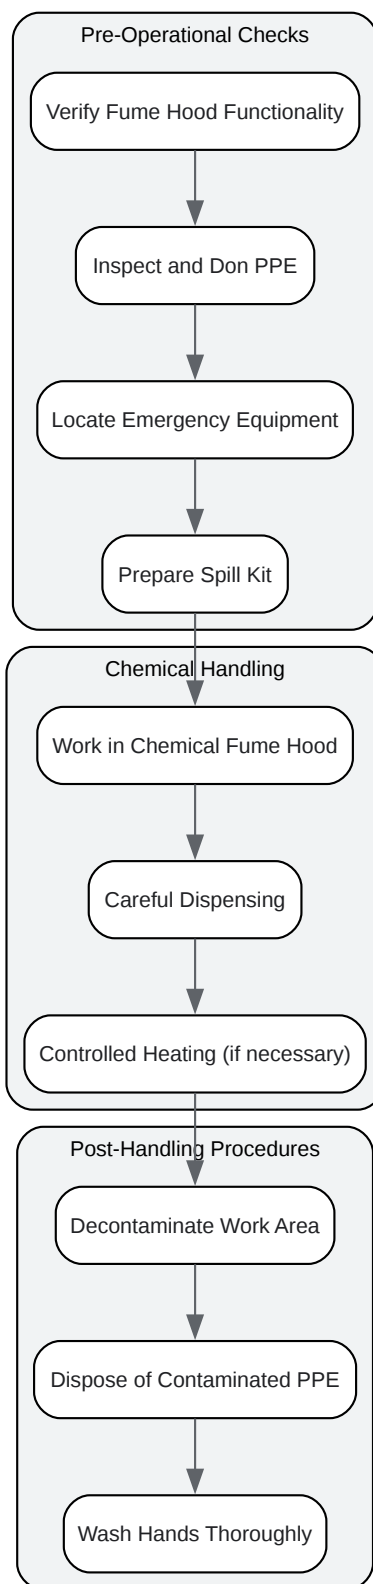 Pre-Operational Checks
Verify Fume Hood Functionality
Inspect and Don PPE
Locate Emergency Equipment
Prepare Spill Kit
Chemical Handling
Work in Chemical Fume Hood
Careful Dispensing
Controlled Heating (if necessary)
Post-Handling Procedures
Decontaminate Work Area
Dispose of Contaminated PPE
Wash Hands Thoroughly